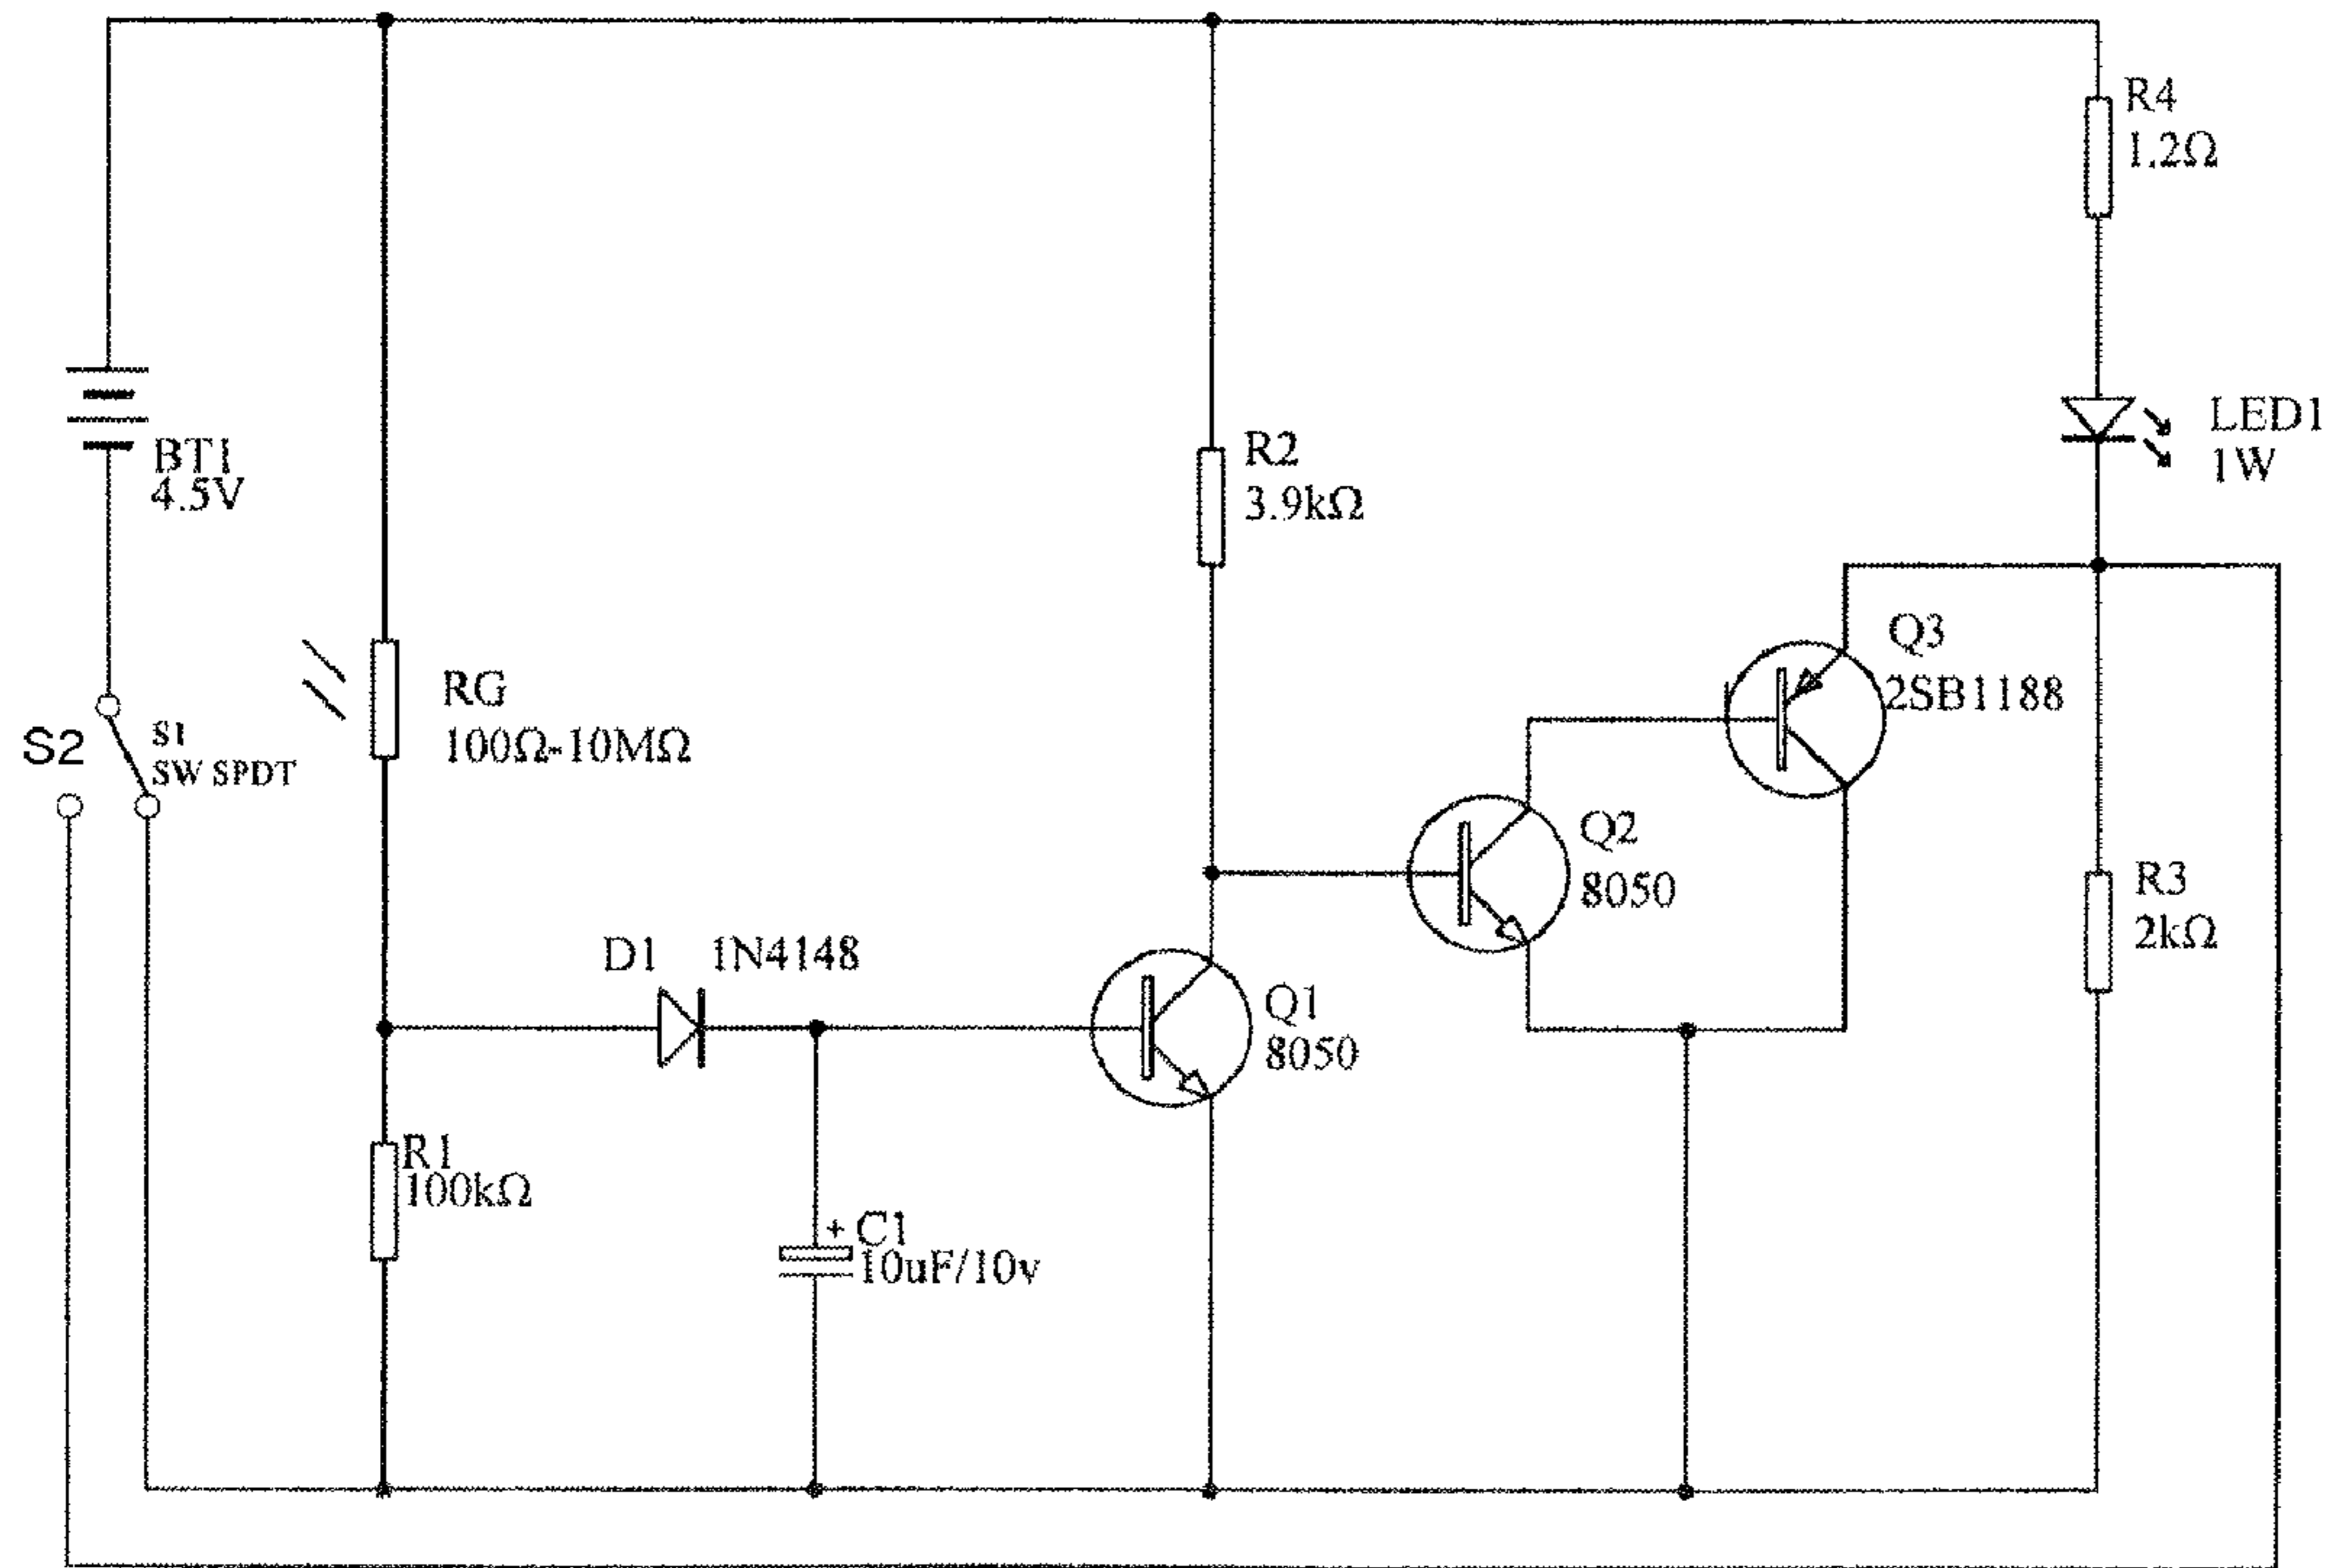 R4
1.2Ω
LED1
1W
BT1
4.5V
R2
3.9kΩ
S2
S1
SW SPDT
RG
100Ω-10MΩ
Q3
2SB1188
Q2
8050
R3
2kΩ
D1 1N4148
Q1
8050
R1
100kΩ
+ C1
10uF/10v